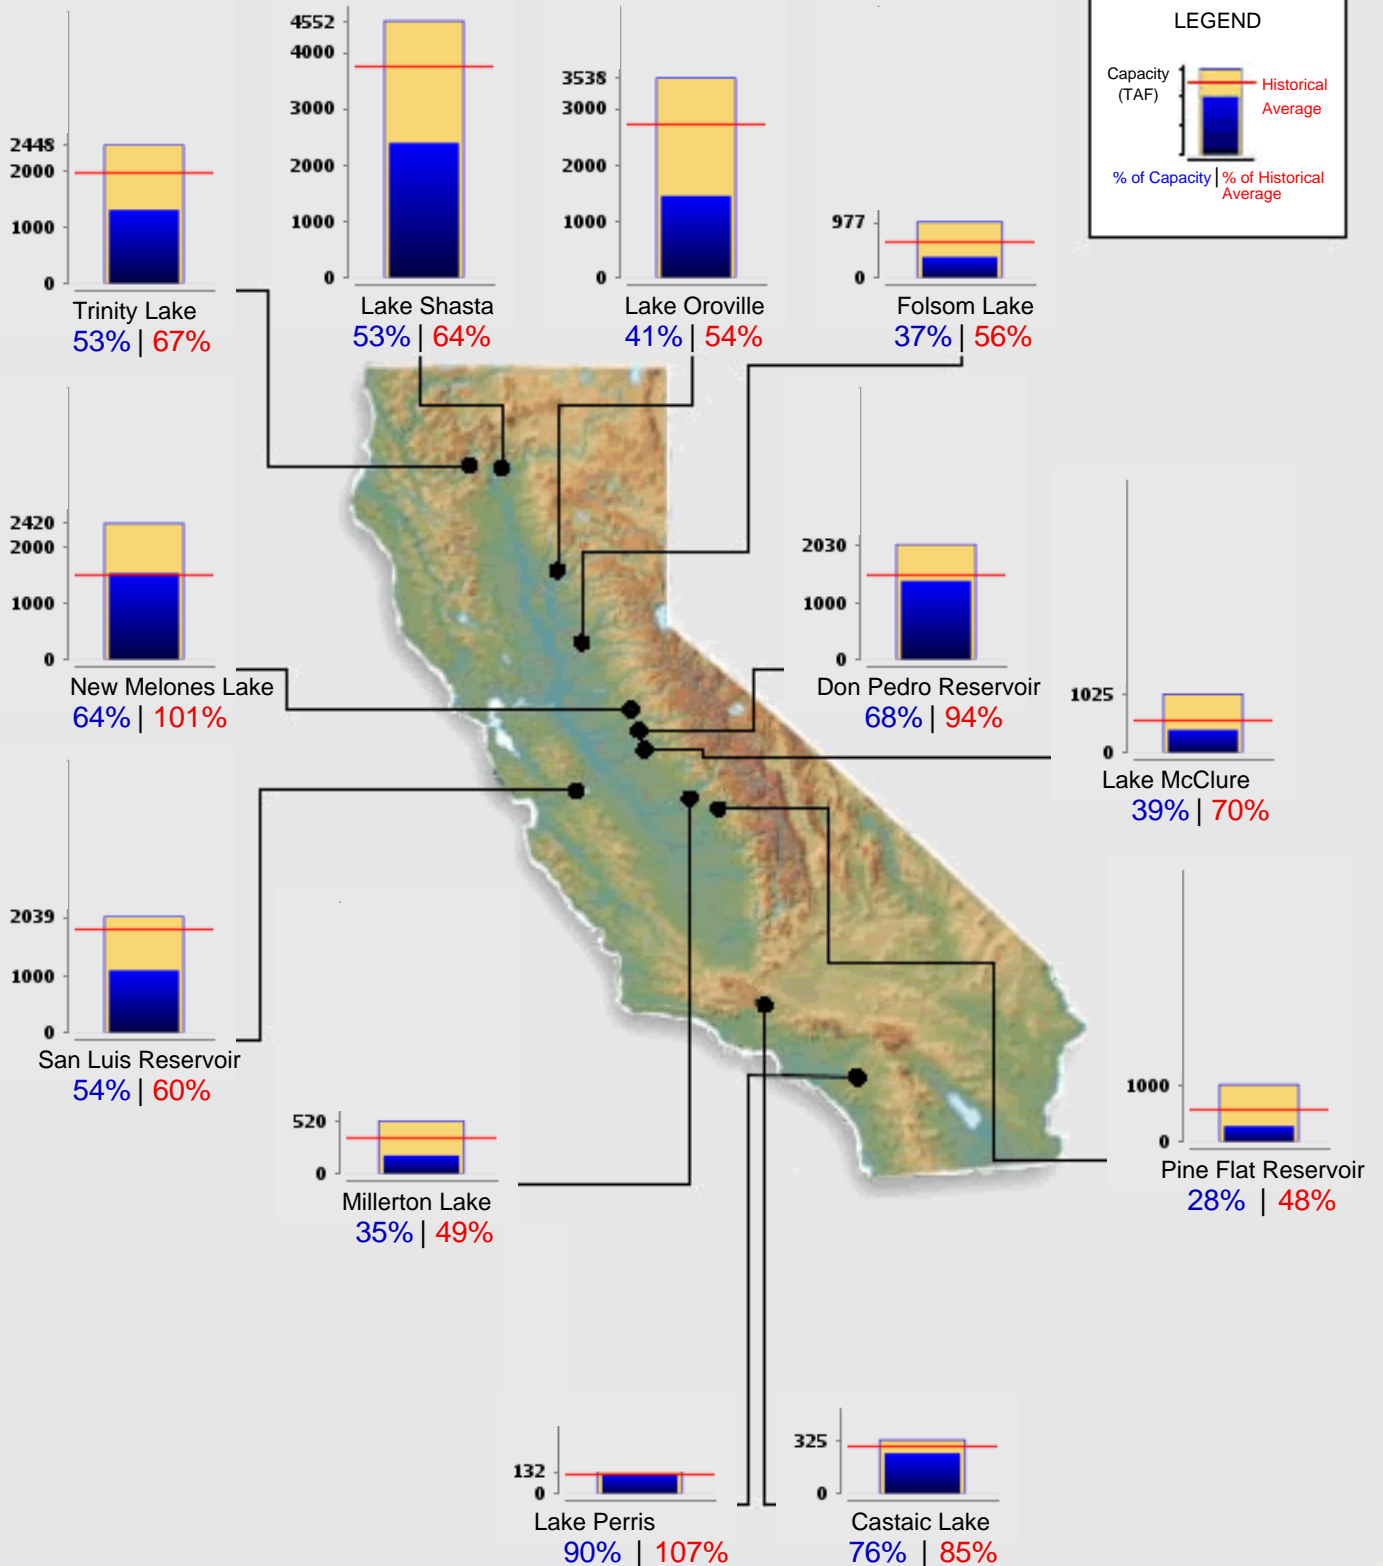 LEGEND
Capacity
(TAF)
Historical
Average
% of Capacity | % of Historical
Average
4552
4000
3000
2000
1000
0
Lake Shasta
53% | 64%
3538
3000
2000
1000
0
Lake Oroville
41% | 54%
2448
2000
1000
0
Trinity Lake
53% | 67%
977
0
Folsom Lake
37% | 56%
2420
2000
1000
0
New Melones Lake
64% | 101%
2030
1000
0
Don Pedro Reservoir
68% | 94%
1025
0
Lake McClure
39% | 70%
2039
1000
0
San Luis Reservoir
54% | 60%
520
0
Millerton Lake
35% | 49%
1000
0
Pine Flat Reservoir
28% | 48%
132
0
Lake Perris
90% | 107%
325
0
Castaic Lake
76% | 85%